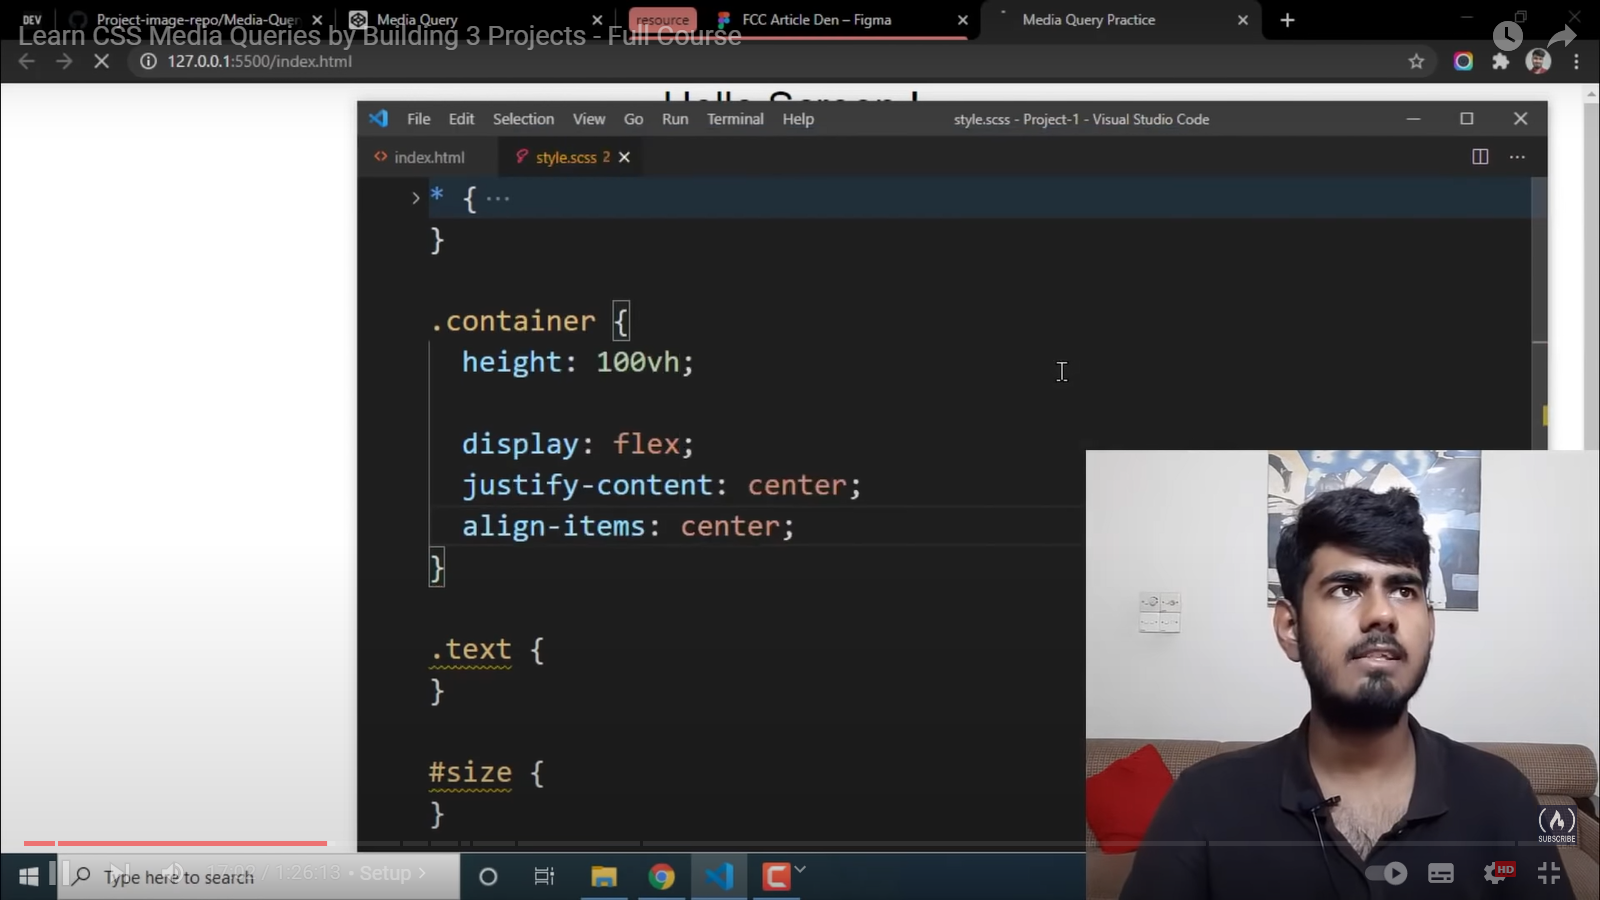 DEV
Project-image-repo/Media-Quer
Media Query
resource
FCC Article Den – Figma
Media Query Practice
Learn CSS Media Queries by Building 3 Projects - Full Course
127.0.0.1:5500/index.html
Hello Screen !
File Edit Selection View Go Run Terminal Help
style.scss - Project-1 - Visual Studio Code
index.html
style.scss 2
* { ...
}
.container {
height: 100vh;
display: flex;
justify-content: center;
align-items: center;
}
.text {
}
#size {
}
SUBSCRIBE
/ 1:26:13 • Setup
Type here to search
HD